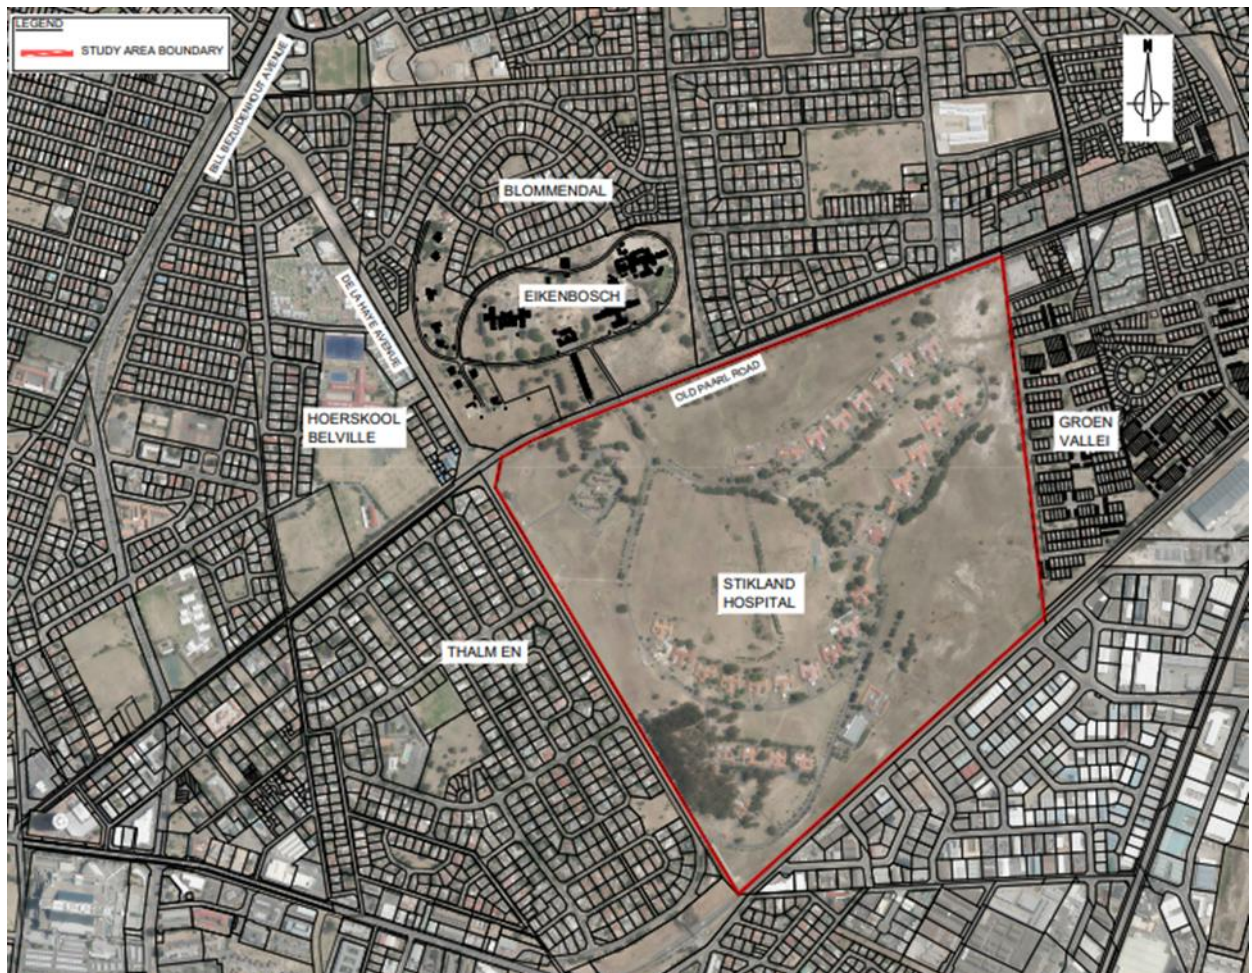 LEGEND
STUDY AREA BOUNDARY
N
BILL BEZUIDENHOUT AVENUE
BLOMMENDAL
EIKENBOSCH
DE LA HAYE AVENUE
OLD PAARL ROAD
HOERSKOOL
BELVILLE
GROEN
VALLEI
STIKLAND
HOSPITAL
THALM EN